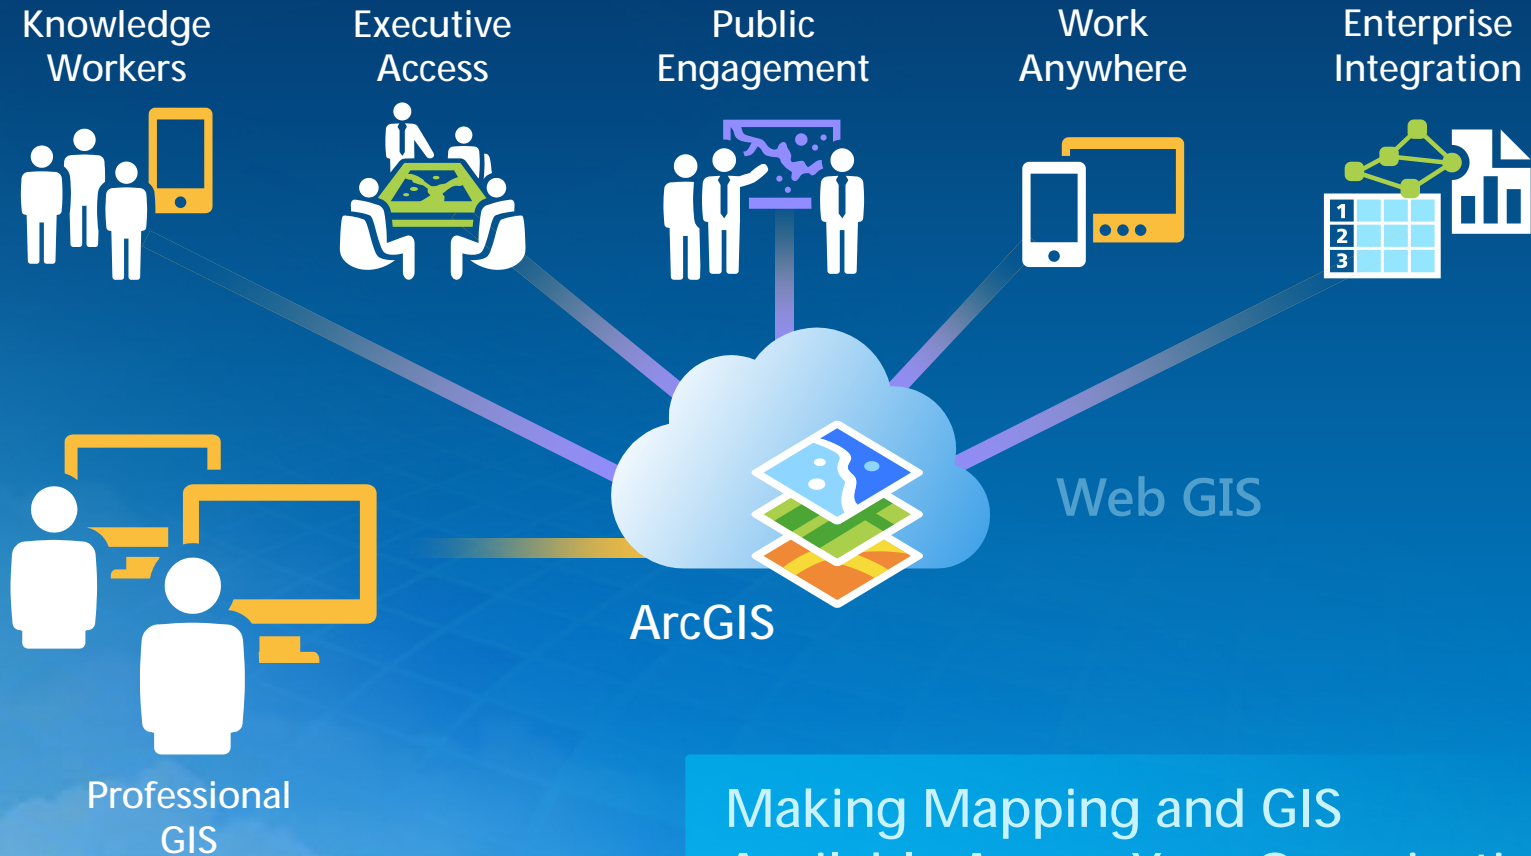 Knowledge
Workers
Executive
Access
Public
Engagement
Work
Anywhere
Enterprise
Integration
1
2
3
Web GIS
ArcGIS
Professional
GIS
Making Mapping and GIS